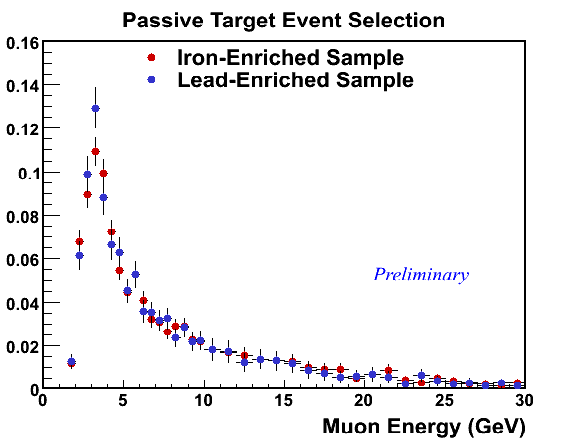 Passive Target Event Selection
0.16
Iron-Enriched Sample
Lead-Enriched Sample
0.14
0.12
0.1
0.08
0.06
Preliminary
0.04
0.02
0
0 5 10 15 20 25 30
Muon Energy (GeV)